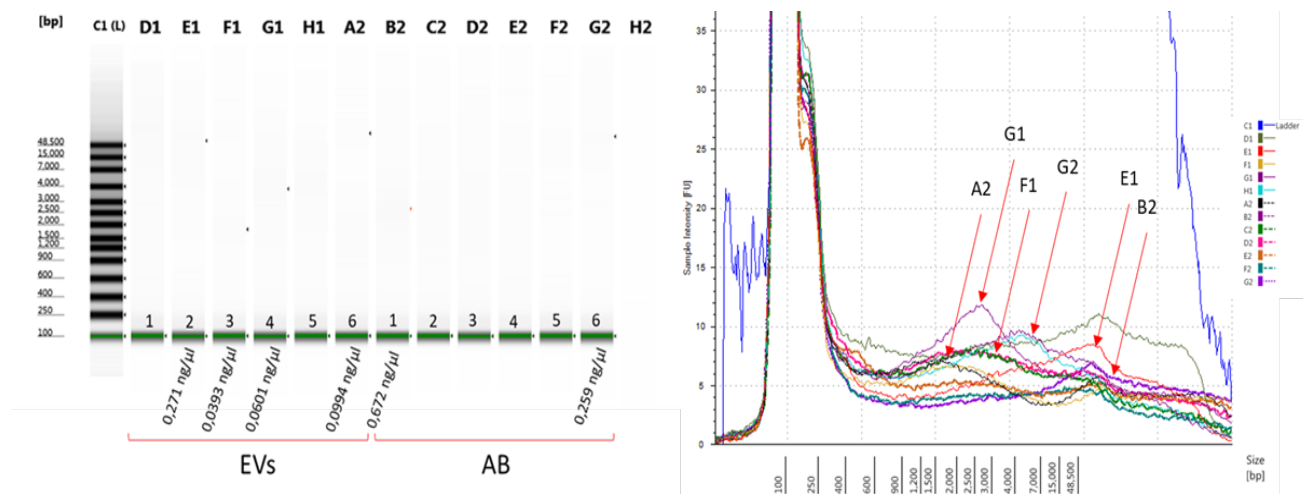 [bp] C1 (L) D1 E1 F1 G1 H1 A2 B2 C2 D2 E2 F2 G2 H2
48,500
15,000
7,000
4,000
3,000
2,500
2,000
1,500
1,200
900
600
400
250
100
1 2 3 4 5 6 1 2 3 4 5 6
0,271 ng/µl
0,0393 ng/µl
0,0601 ng/µl
0,0994 ng/µl
0,672 ng/µl
0,259 ng/µl
EVs AB
Sample Intensity [FU]
35
30
25
20
15
10
5
0
G1
G2
A2
F1
E1
B2
100 250 400 600 900 1,200 1,500 2,000 2,500 3,000 4,000 7,000 15,000 48,500
Size
[bp]
C1 Ladder
D1
E1
F1
G1
H1
A2
B2
C2
D2
E2
F2
G2